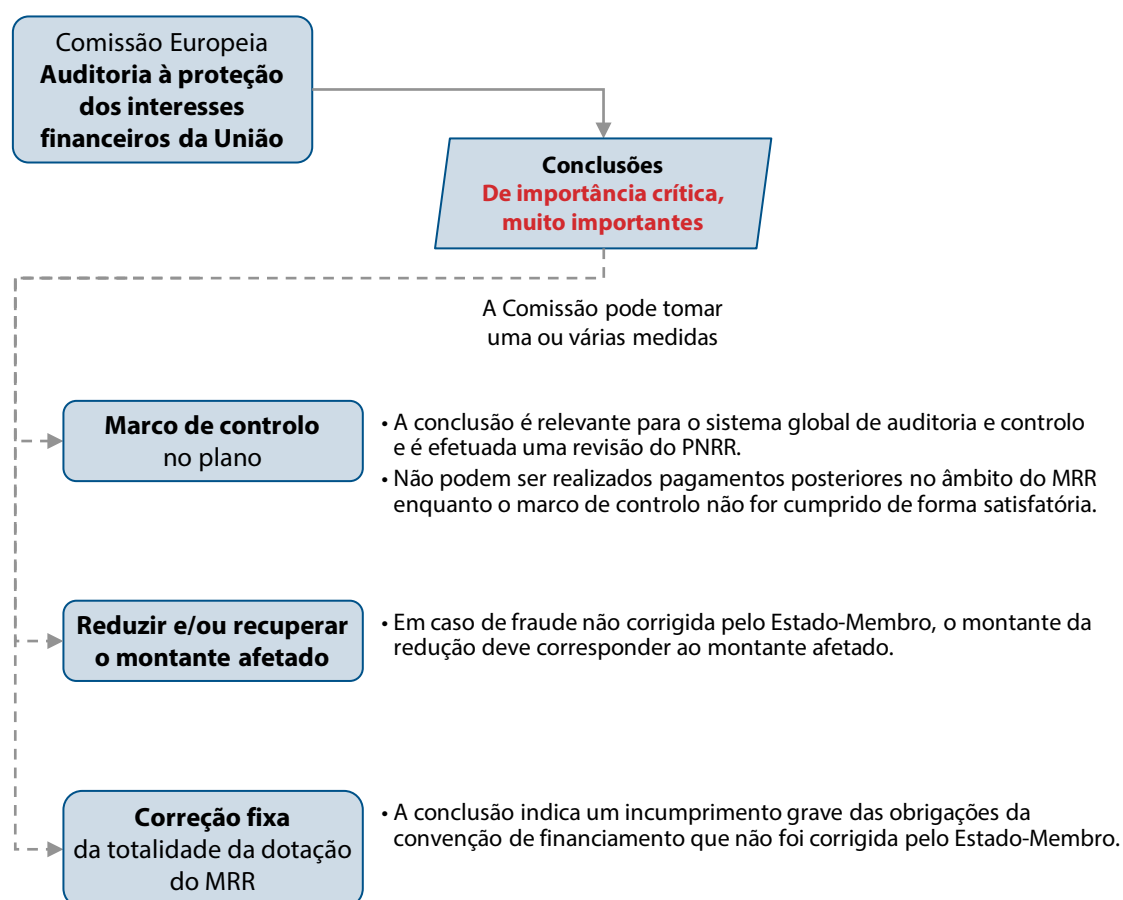 Comissão Europeia
Auditoria à proteção
dos interesses
financeiros da União
Conclusões
De importância crítica,
muito importantes
A Comissão pode tomar
uma ou várias medidas
Marco de controlo
no plano
• A conclusão é relevante para o sistema global de auditoria e controlo
e é efetuada uma revisão do PNRR.
• Não podem ser realizados pagamentos posteriores no âmbito do MRR
enquanto o marco de controlo não for cumprido de forma satisfatória.
Reduzir e/ou recuperar
o montante afetado
• Em caso de fraude não corrigida pelo Estado-Membro, o montante da
redução deve corresponder ao montante afetado.
Correção fixa
da totalidade da dotação
do MRR
• A conclusão indica um incumprimento grave das obrigações da
convenção de financiamento que não foi corrigida pelo Estado-Membro.